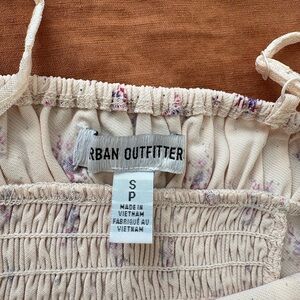 RBAN OUTFITTER
S
P
MADE IN
VIETNAM
FABRIQUÉ AU
VIETNAM